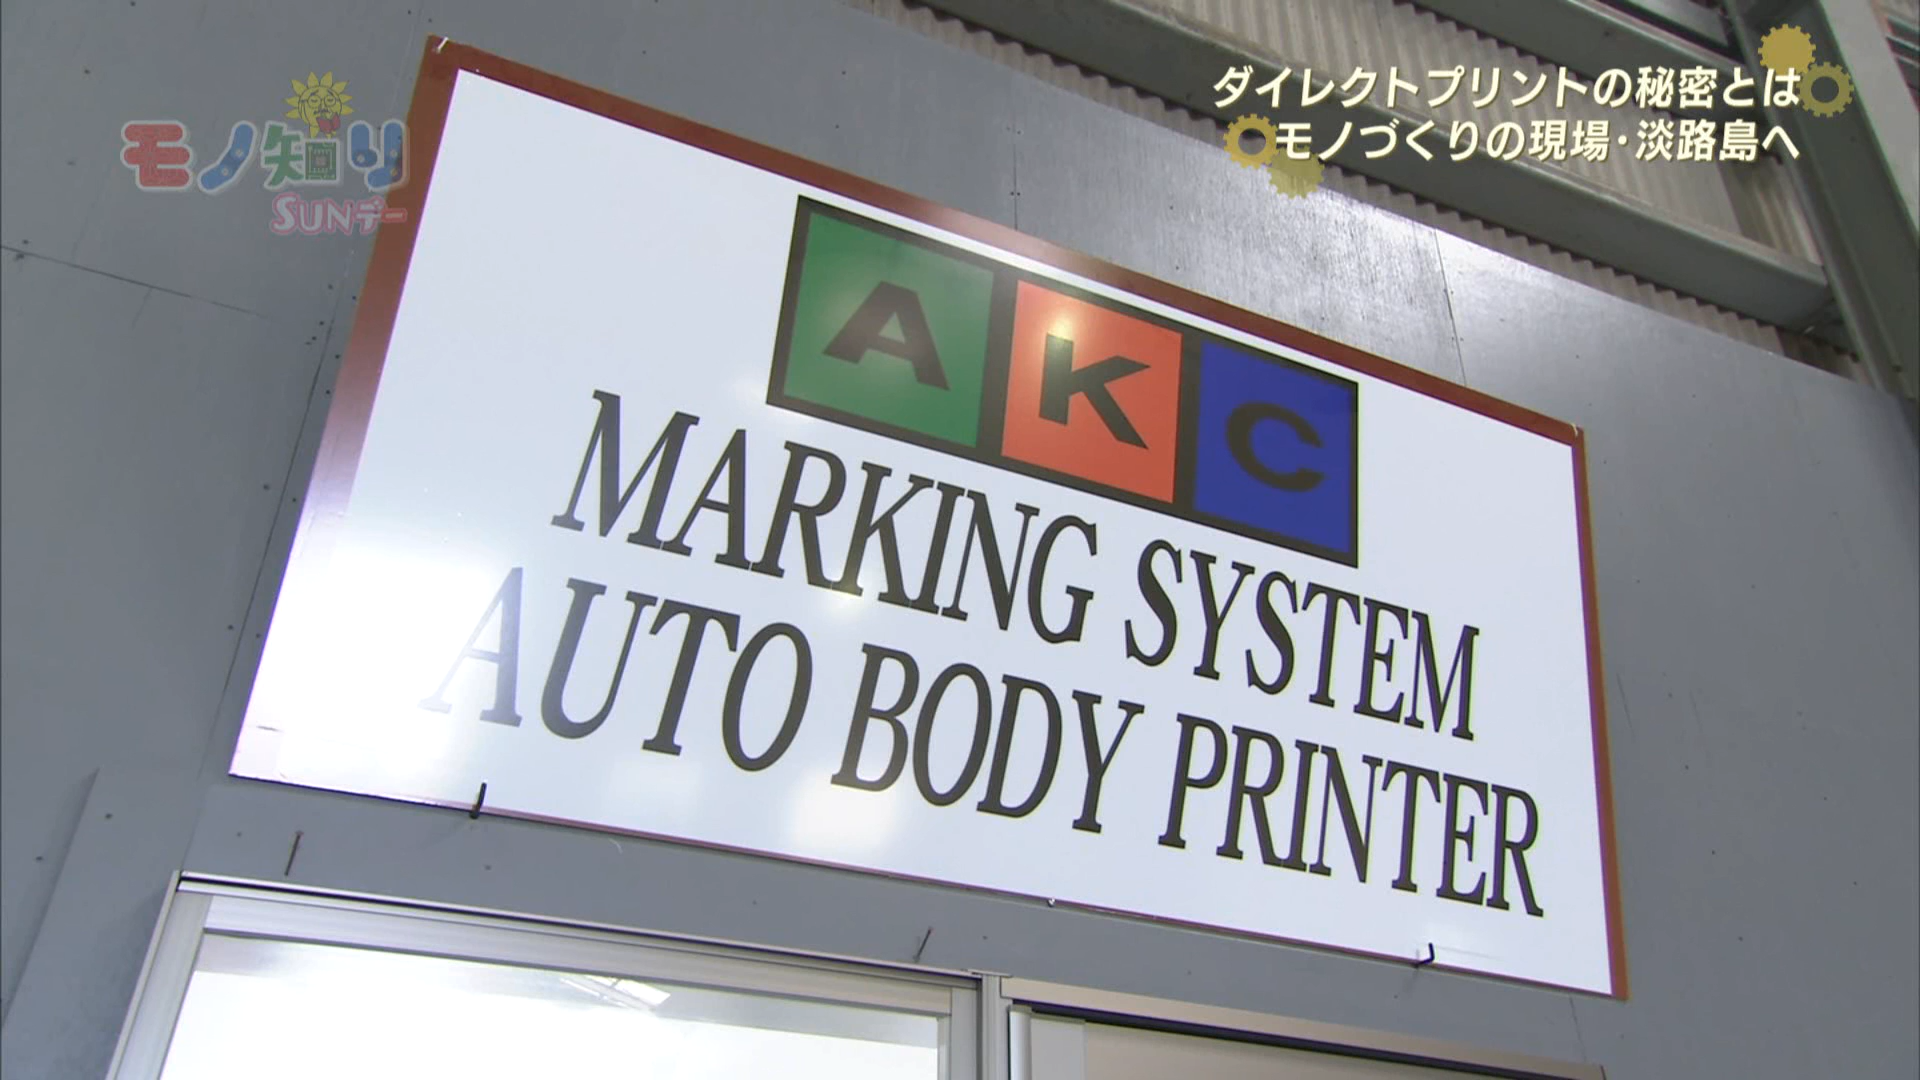 モノ知り
SUNデー
ダイレクトプリントの秘密とは
モノづくりの現場・淡路島へ
AKC
MARKING SYSTEM
AUTO BODY PRINTER